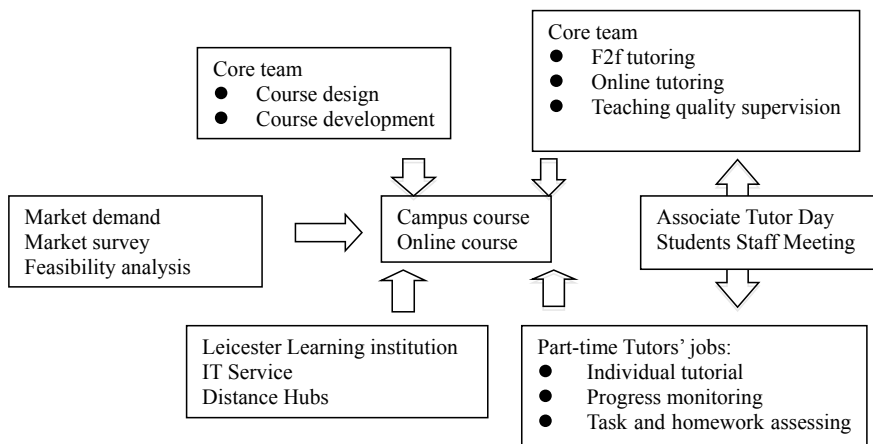 Core team
● Course design
● Course development
Core team
● F2f tutoring
● Online tutoring
● Teaching quality supervision
Market demand
Market survey
Feasibility analysis
Campus course
Online course
Associate Tutor Day
Students Staff Meeting
Leicester Learning institution
IT Service
Distance Hubs
Part-time Tutors’ jobs:
● Individual tutorial
● Progress monitoring
● Task and homework assessing